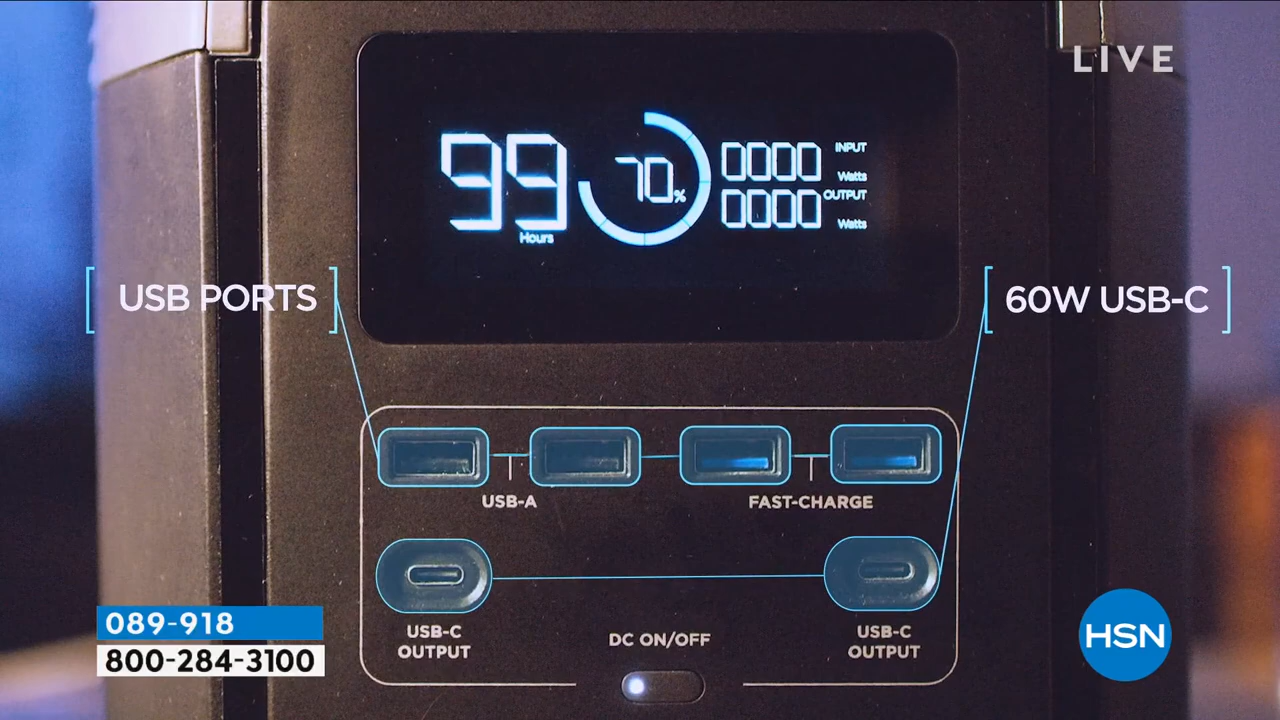 LIVE
99
Hours
70%
0000
INPUT
Watts
0000
OUTPUT
Watts
USB PORTS
60W USB-C
USB-A
FAST-CHARGE
USB-C
OUTPUT
DC ON/OFF
USB-C
OUTPUT
089-918
800-284-3100
HSN